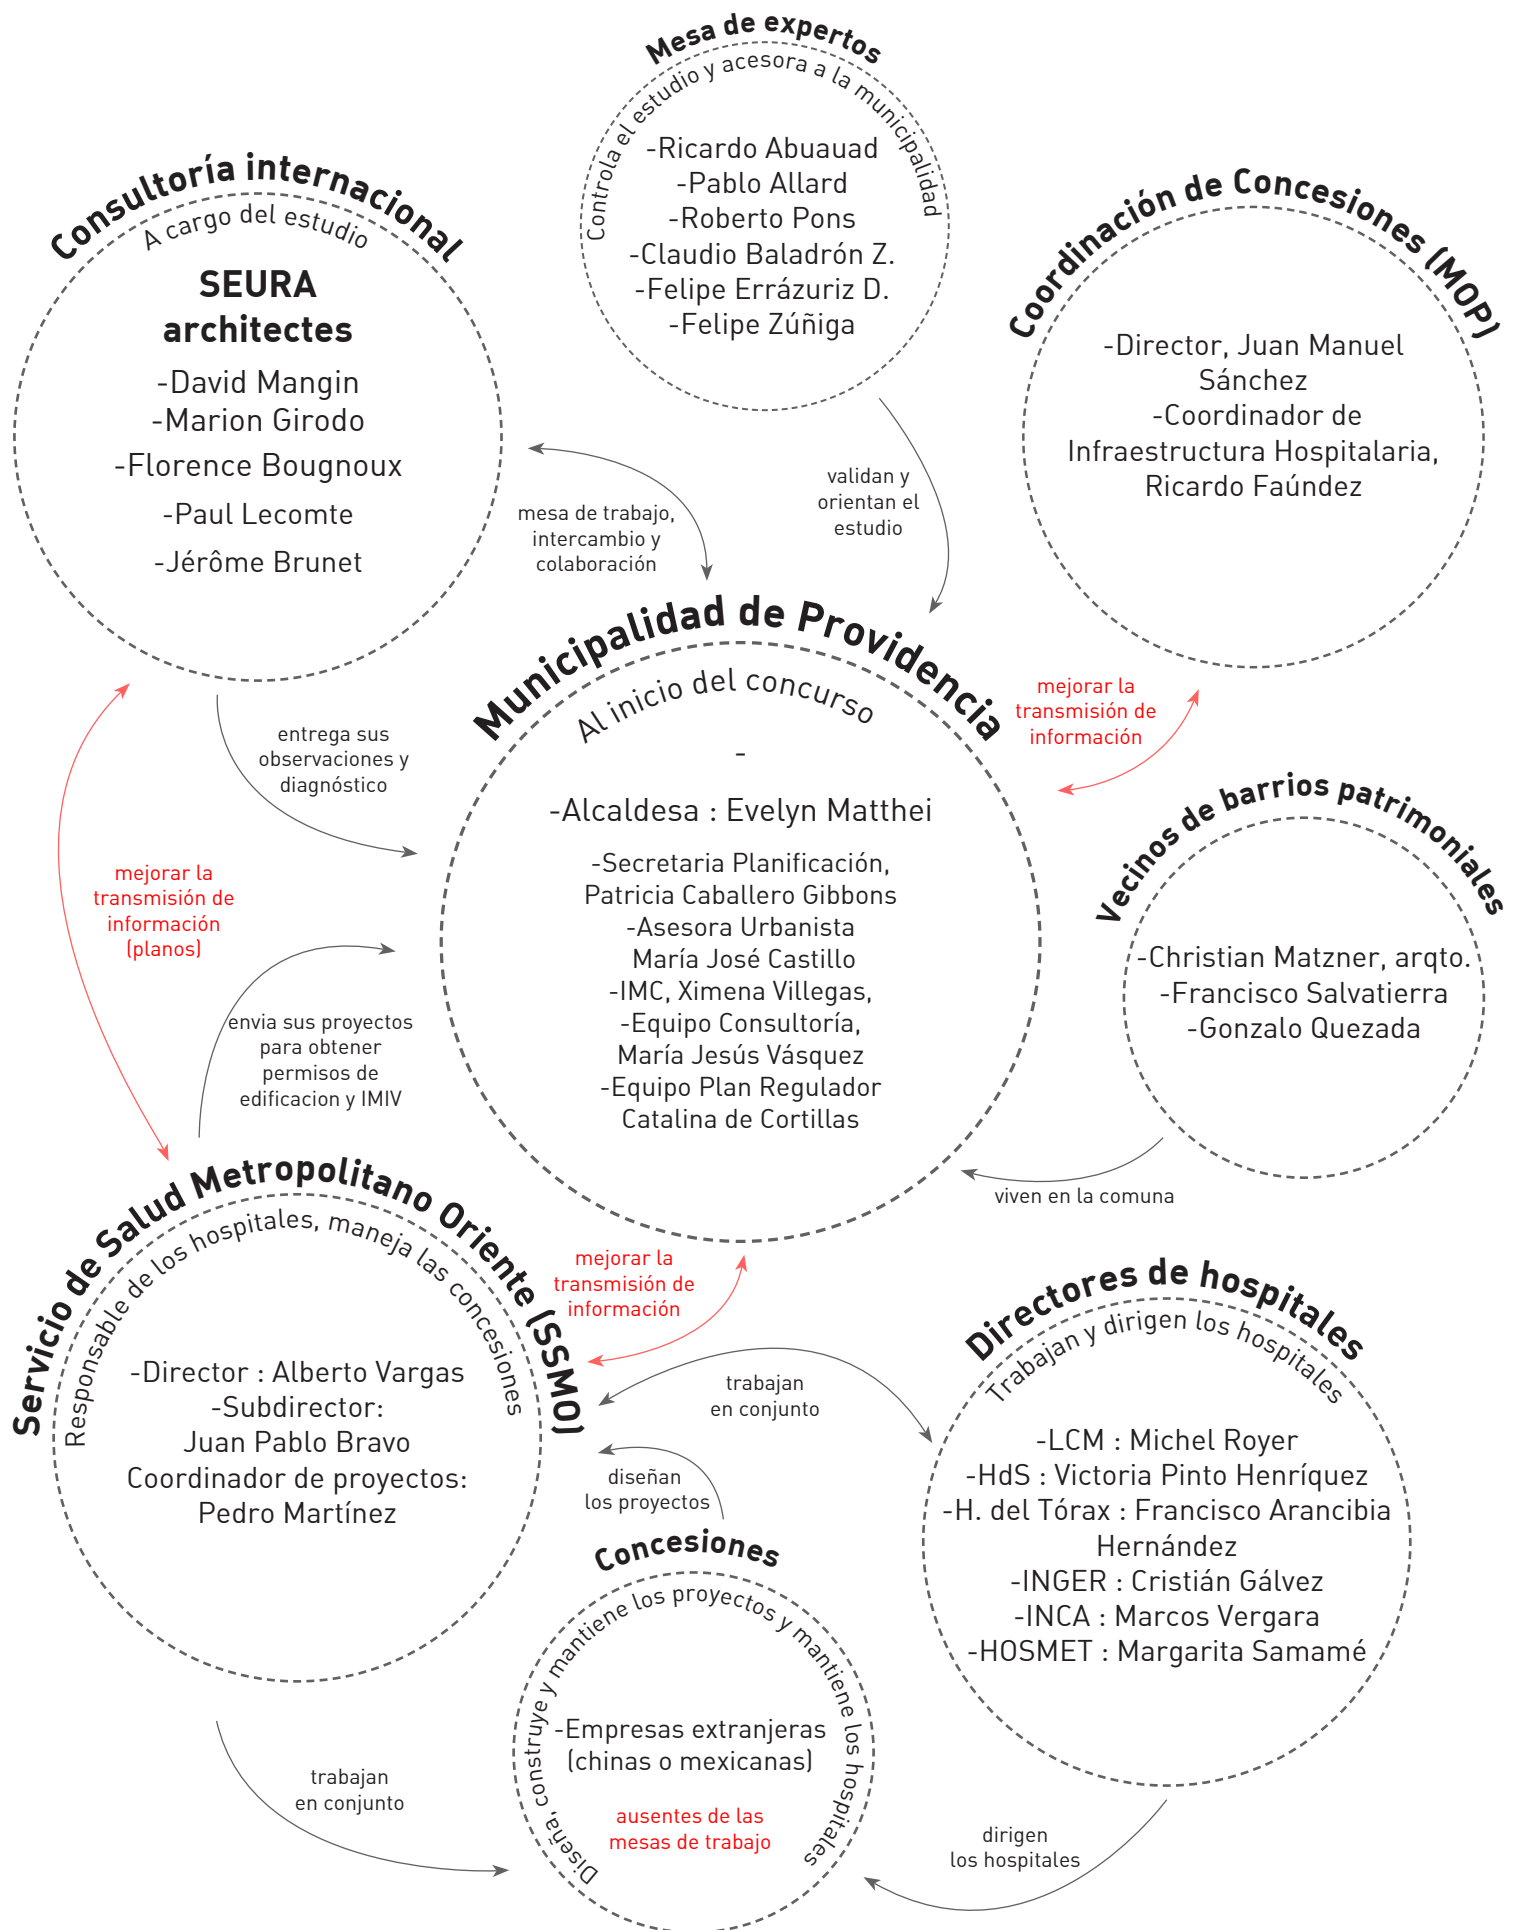 Mesa de expertos
Controla el estudio y acesora a la municipalidad
-Ricardo Abuauad
-Pablo Allard
-Roberto Pons
-Claudio Baladrón Z.
-Felipe Errázuriz D.
-Felipe Zúñiga
Consultoría internacional
A cargo del estudio
SEURA
architectes
-David Mangin
-Marion Girodo
-Florence Bougnoux
-Paul Lecomte
-Jérôme Brunet
Coordinación de Concesiones (MOP)
-Director, Juan Manuel
Sánchez
-Coordinador de
Infraestructura Hospitalaria,
Ricardo Faúndez
mesa de trabajo,
intercambio y
colaboración
validan y
orientan el
estudio
Municipalidad de Providencia
Al inicio del concurso
-
-Alcaldesa : Evelyn Matthei
-Secretaria Planificación,
Patricia Caballero Gibbons
-Asesora Urbanista
María José Castillo
-IMC, Ximena Villegas,
-Equipo Consultoría,
María Jesús Vásquez
-Equipo Plan Regulador
Catalina de Cortillas
mejorar la
transmisión de
información
entrega sus
observaciones y
diagnóstico
mejorar la
transmisión de
información
(planos)
envia sus proyectos
para obtener
permisos de
edificacion y IMIV
Vecinos de barrios patrimoniales
-Christian Matzner, arqto.
-Francisco Salvatierra
-Gonzalo Quezada
viven en la comuna
Servicio de Salud Metropolitano Oriente (SSMO)
Responsable de los hospitales, maneja las concesiones
-Director : Alberto Vargas
-Subdirector:
Juan Pablo Bravo
Coordinador de proyectos:
Pedro Martínez
mejorar la
transmisión de
información
trabajan
en conjunto
diseñan
los proyectos
Directores de hospitales
Trabajan y dirigen los hospitales
-LCM : Michel Royer
-HdS : Victoria Pinto Henríquez
-H. del Tórax : Francisco Arancibia
Hernández
-INGER : Cristián Gálvez
-INCA : Marcos Vergara
-HOSMET : Margarita Samamé
Concesiones
Diseña, construye y mantiene los proyectos y mantiene los hospitales
-Empresas extranjeras
(chinas o mexicanas)
ausentes de las
mesas de trabajo
trabajan
en conjunto
dirigen
los hospitales